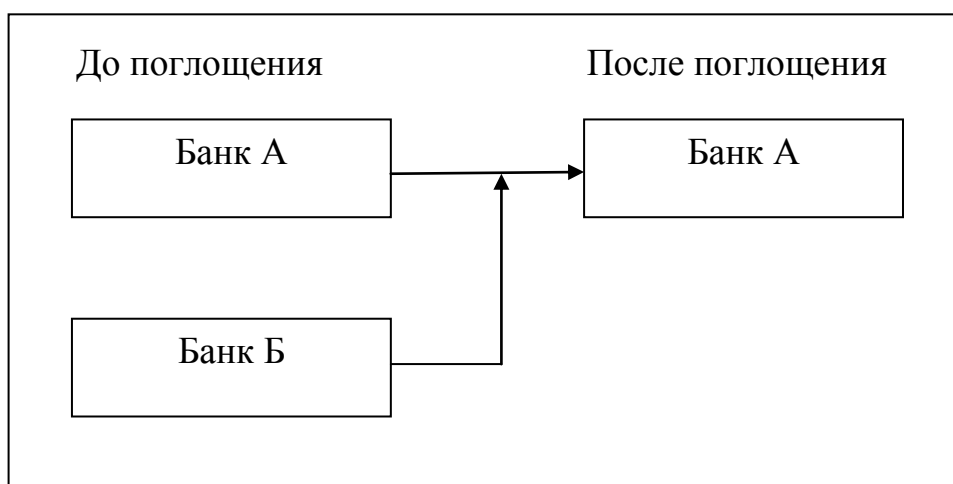 До поглощения
После поглощения
Банк А
Банк А
Банк Б